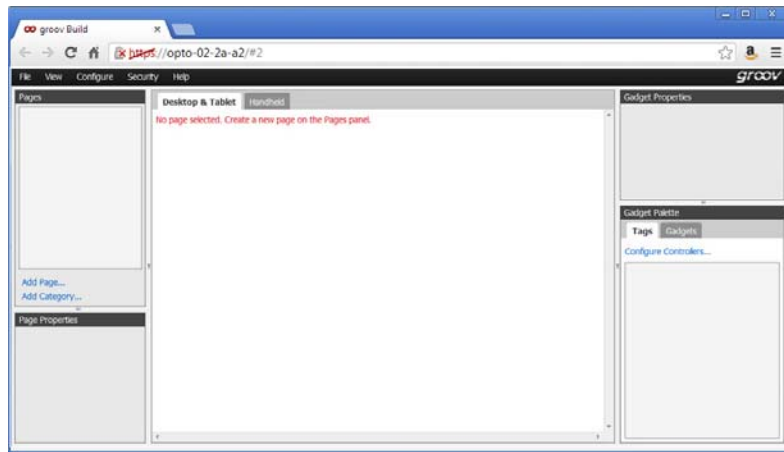 groov Build
https://opto-02-2a-a2/#2
File View Configure Security Help
groov
Pages
Desktop & Tablet Handheld
Gadget Properties
No page selected. Create a new page on the Pages panel.
Gadget Palette
Tags Gadgets
Configure Controllers...
Add Page...
Add Category...
Page Properties